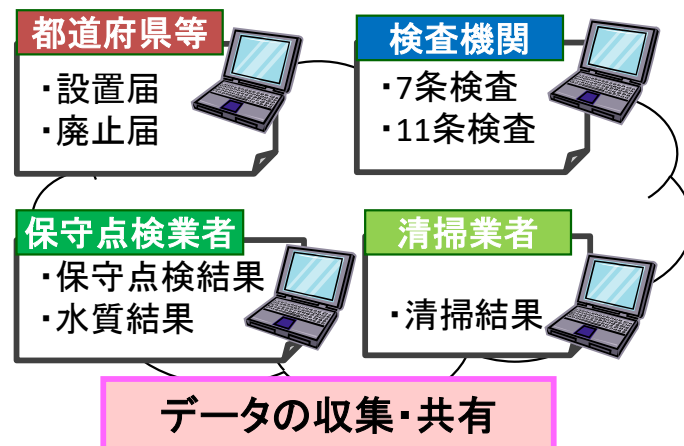 都道府県等
・設置届
・廃止届
検査機関
・7条検査
・11条検査
保守点検業者
・保守点検結果
・水質結果
清掃業者
・清掃結果
データの収集・共有